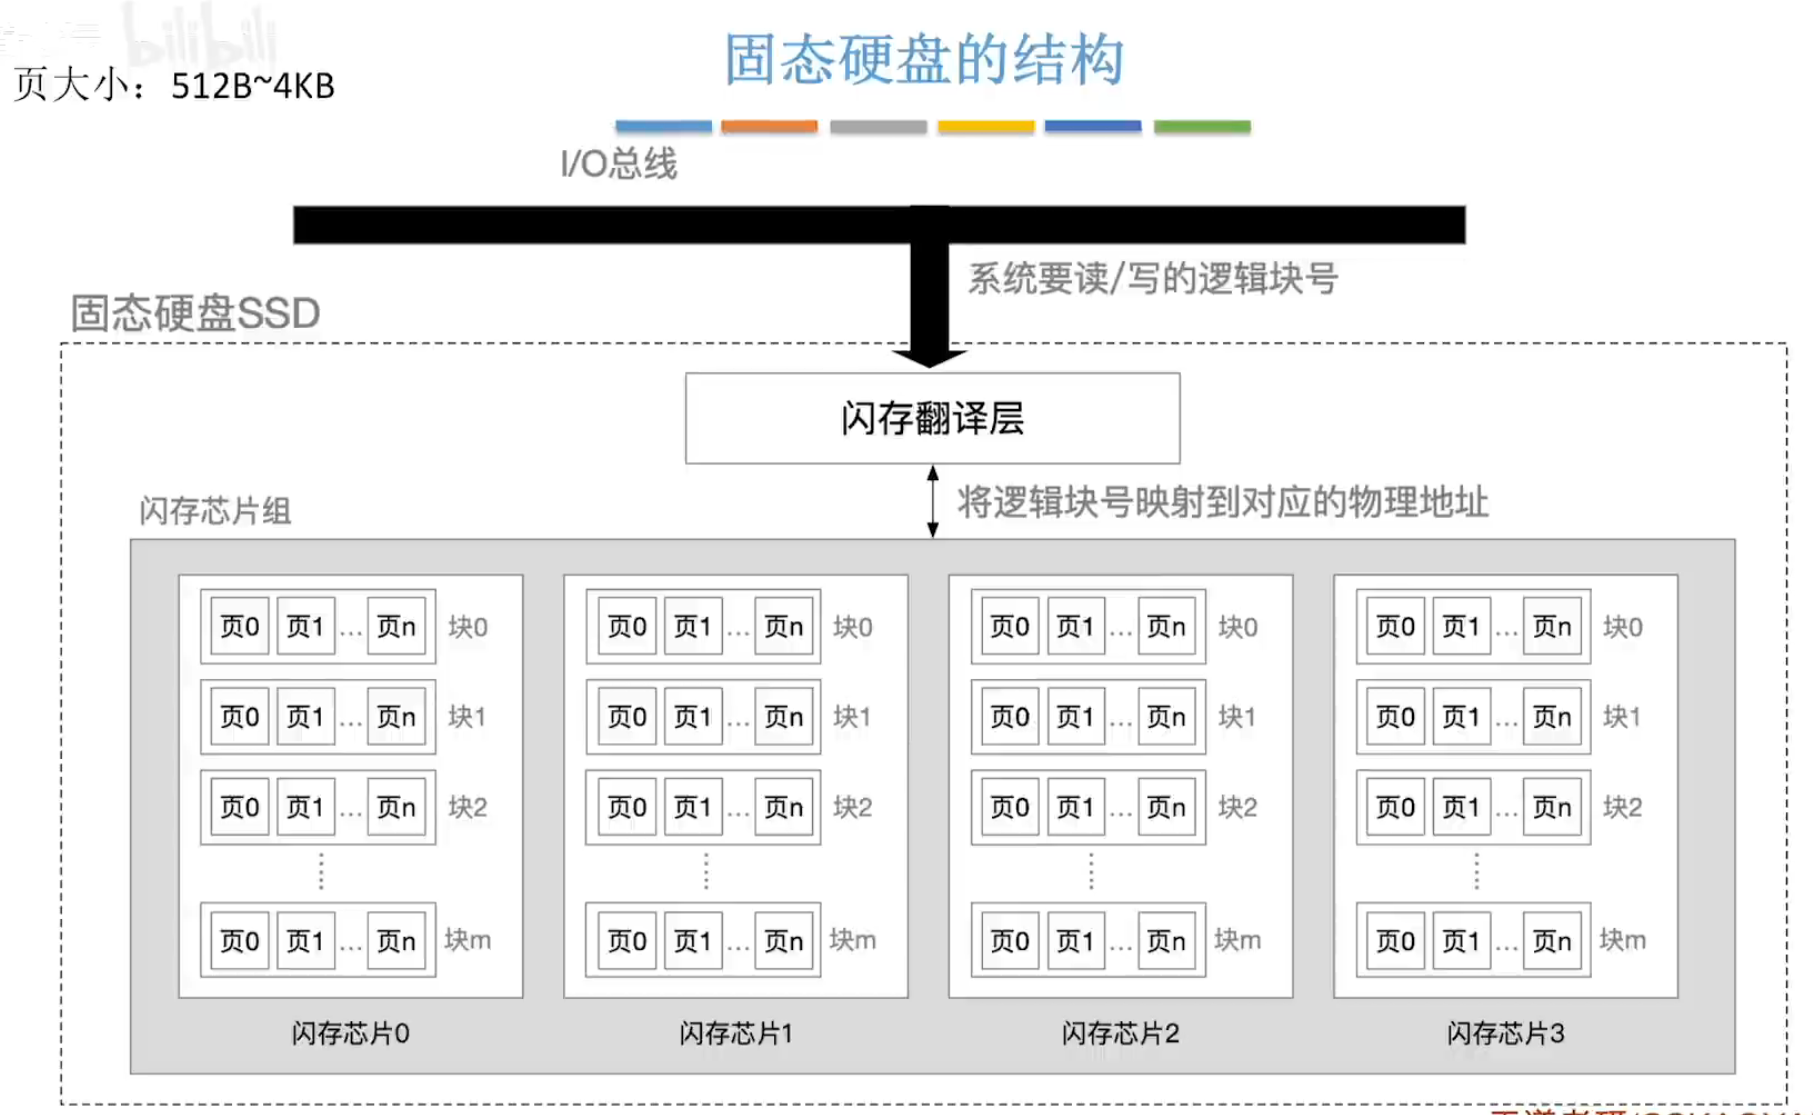 bilibili
固态硬盘的结构
页大小：512B~4KB
I/O总线
系统要读/写的逻辑块号
固态硬盘SSD
闪存翻译层
将逻辑块号映射到对应的物理地址
闪存芯片组
页0 页1 … 页n 块0 页0 页1 … 页n 块0 页0 页1 … 页n 块0 页0 页1 … 页n 块0
页0 页1 … 页n 块1 页0 页1 … 页n 块1 页0 页1 … 页n 块1 页0 页1 … 页n 块1
页0 页1 … 页n 块2 页0 页1 … 页n 块2 页0 页1 … 页n 块2 页0 页1 … 页n 块2
页0 页1 … 页n 块m 页0 页1 … 页n 块m 页0 页1 … 页n 块m 页0 页1 … 页n 块m
闪存芯片0 闪存芯片1 闪存芯片2 闪存芯片3